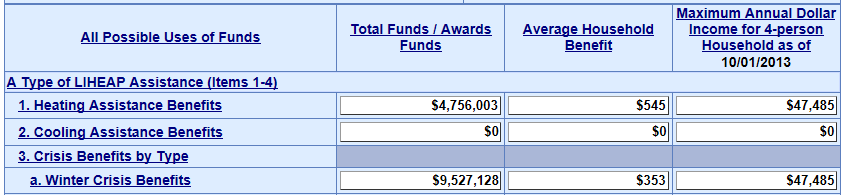 All Possible Uses of Funds
Total Funds / Awards
Funds
Average Household
Benefit
Maximum Annual Dollar
Income for 4-person
Household as of
10/01/2013
A Type of LIHEAP Assistance (Items 1-4)
1. Heating Assistance Benefits $4,756,003 $545 $47,485
2. Cooling Assistance Benefits $0 $0 $0
3. Crisis Benefits by Type
a. Winter Crisis Benefits $9,527,128 $353 $47,485